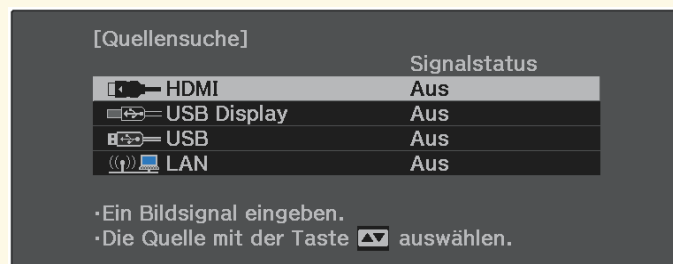 [Quellensuche]
Signalstatus
HDMI Aus
USB Display Aus
USB Aus
LAN Aus
·Ein Bildsignal eingeben.
·Die Quelle mit der Taste ▲▼ auswählen.